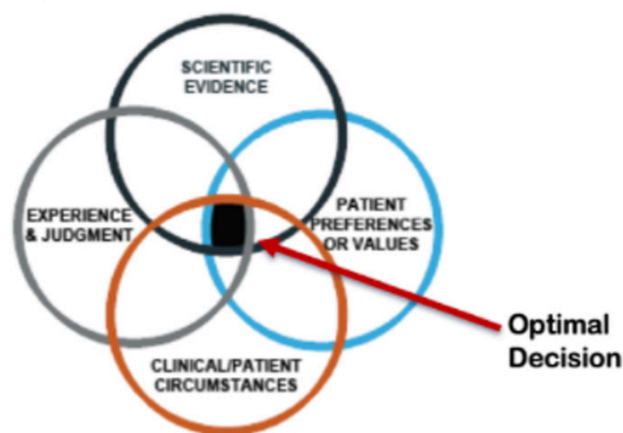 SCIENTIFIC
EVIDENCE
EXPERIENCE
& JUDGMENT
PATIENT
PREFERENCES
OR VALUES
CLINICAL/PATIENT
CIRCUMSTANCES
Optimal
Decision